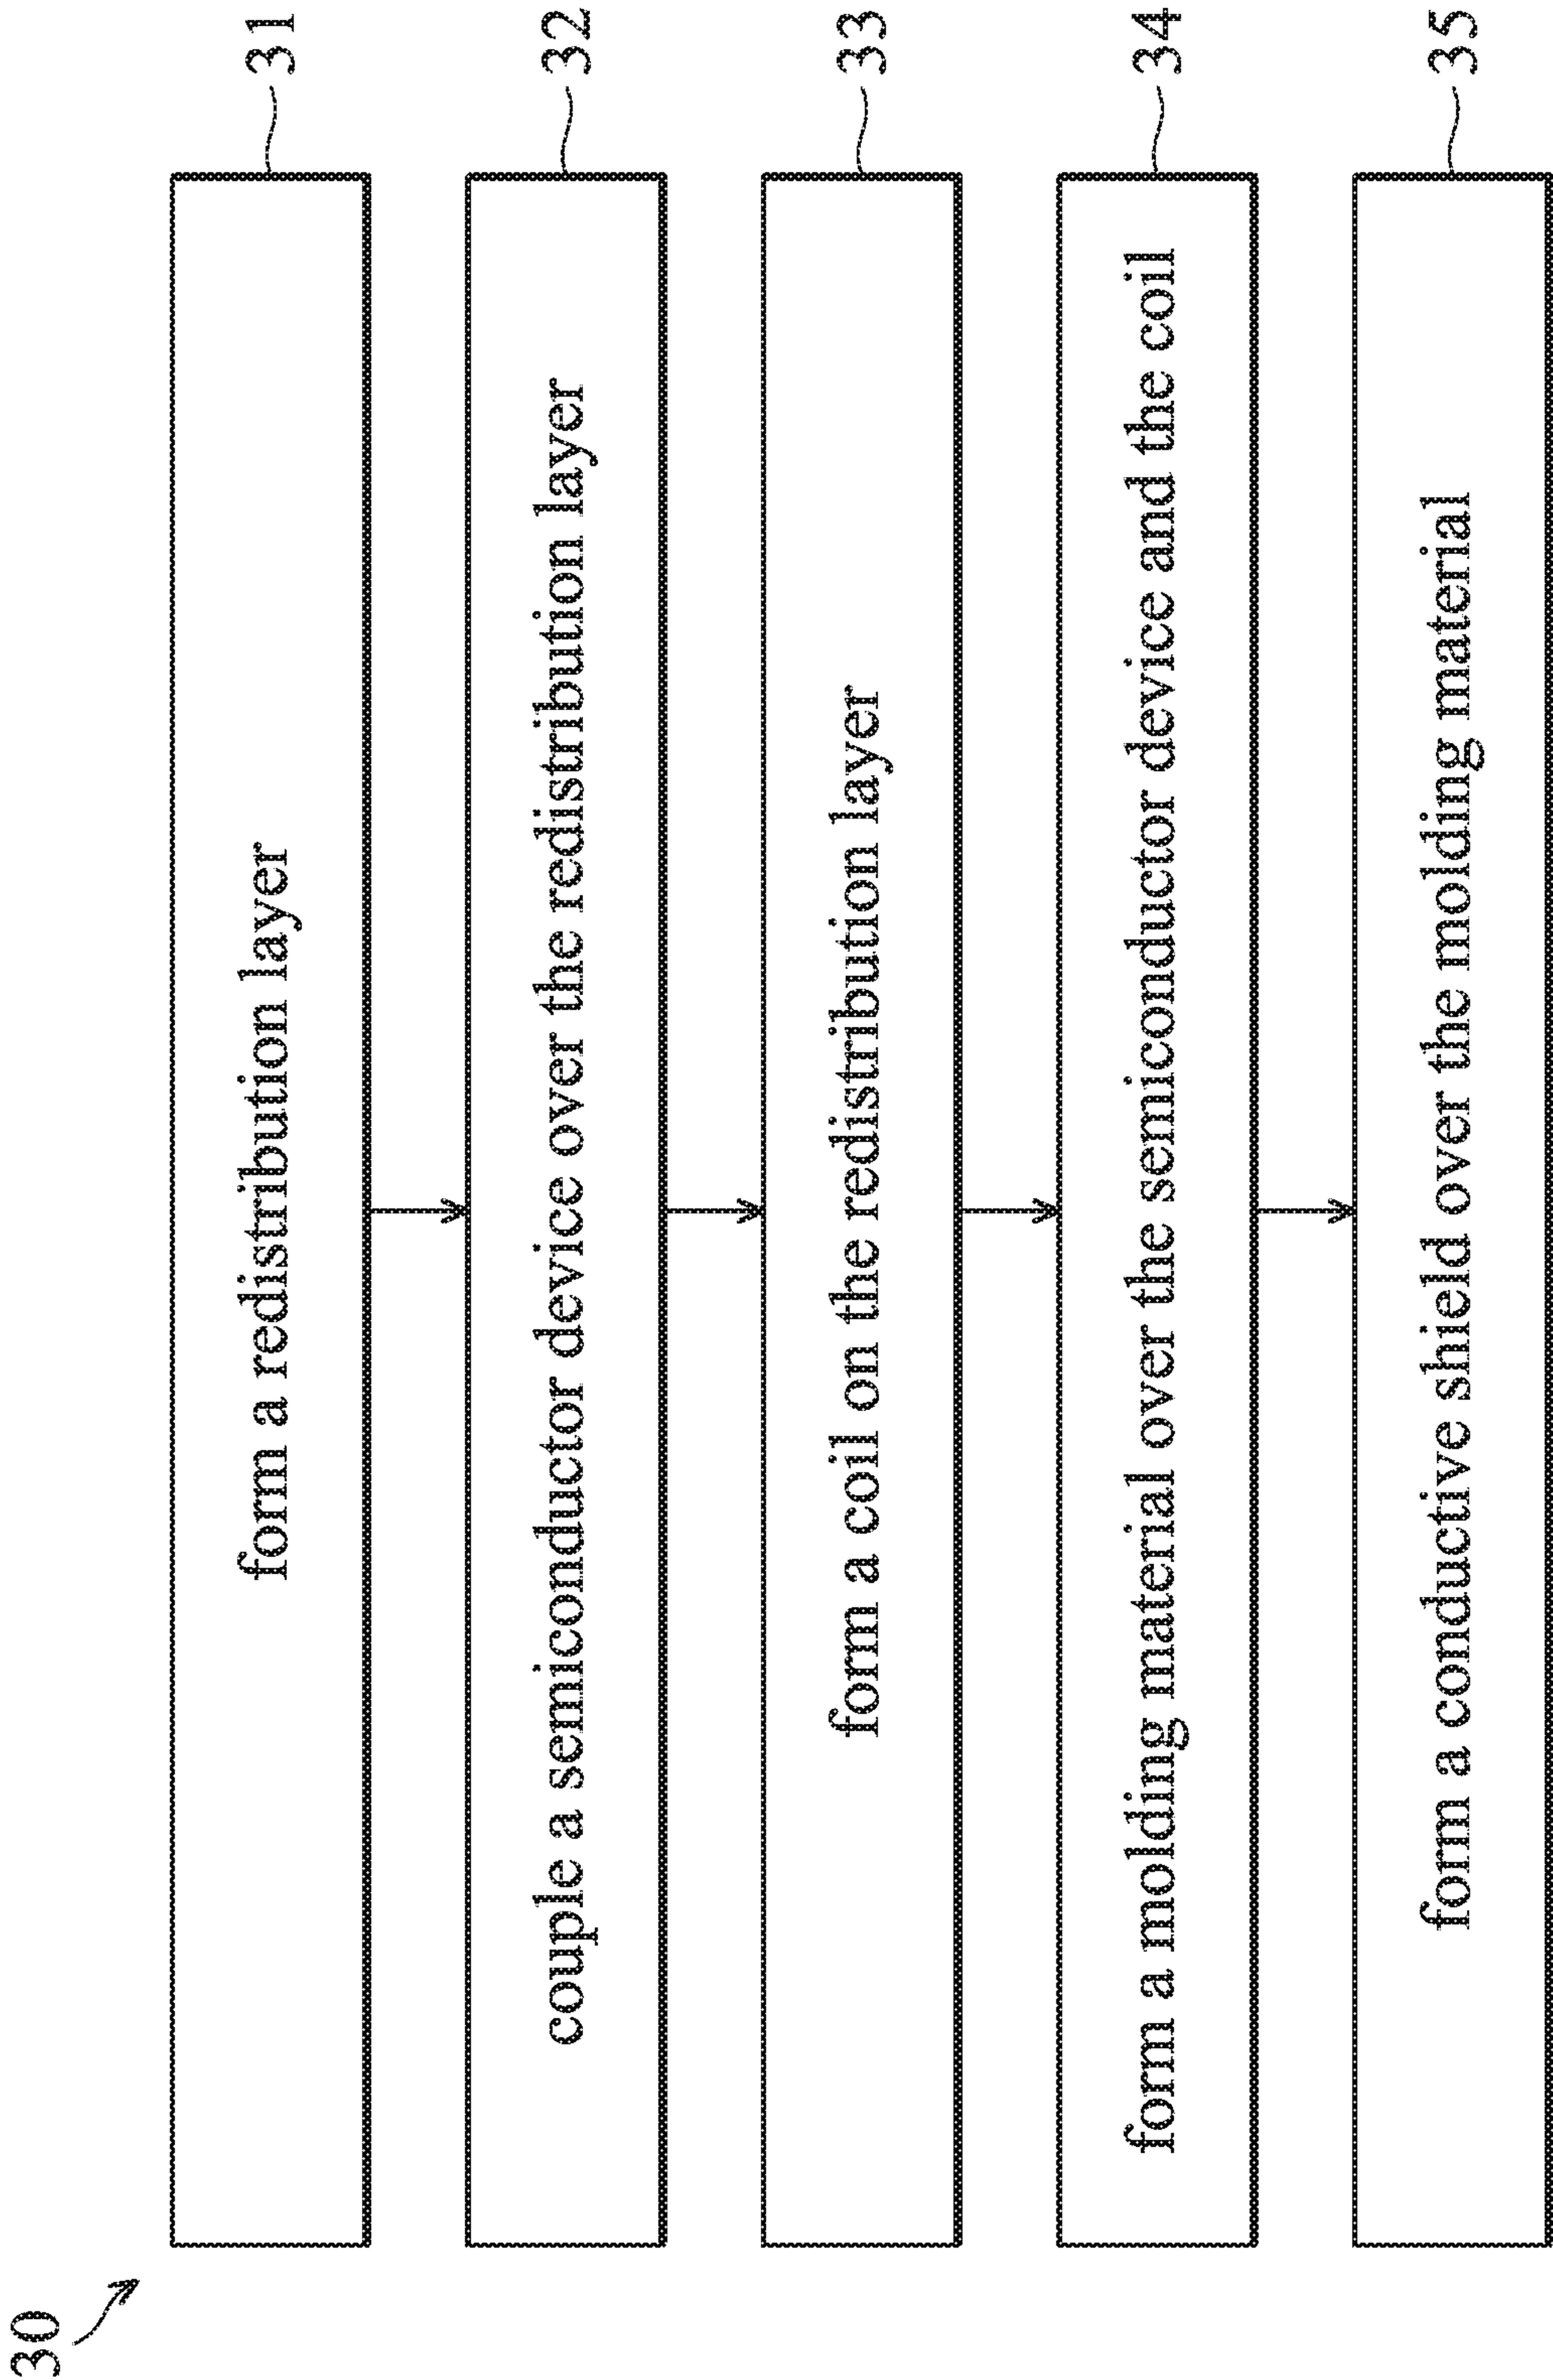 30
form a redistribution layer
31
couple a semiconductor device over the redistribution layer
32
form a coil on the redistribution layer
33
form a molding material over the semiconductor device and the coil
34
form a conductive shield over the molding material
35